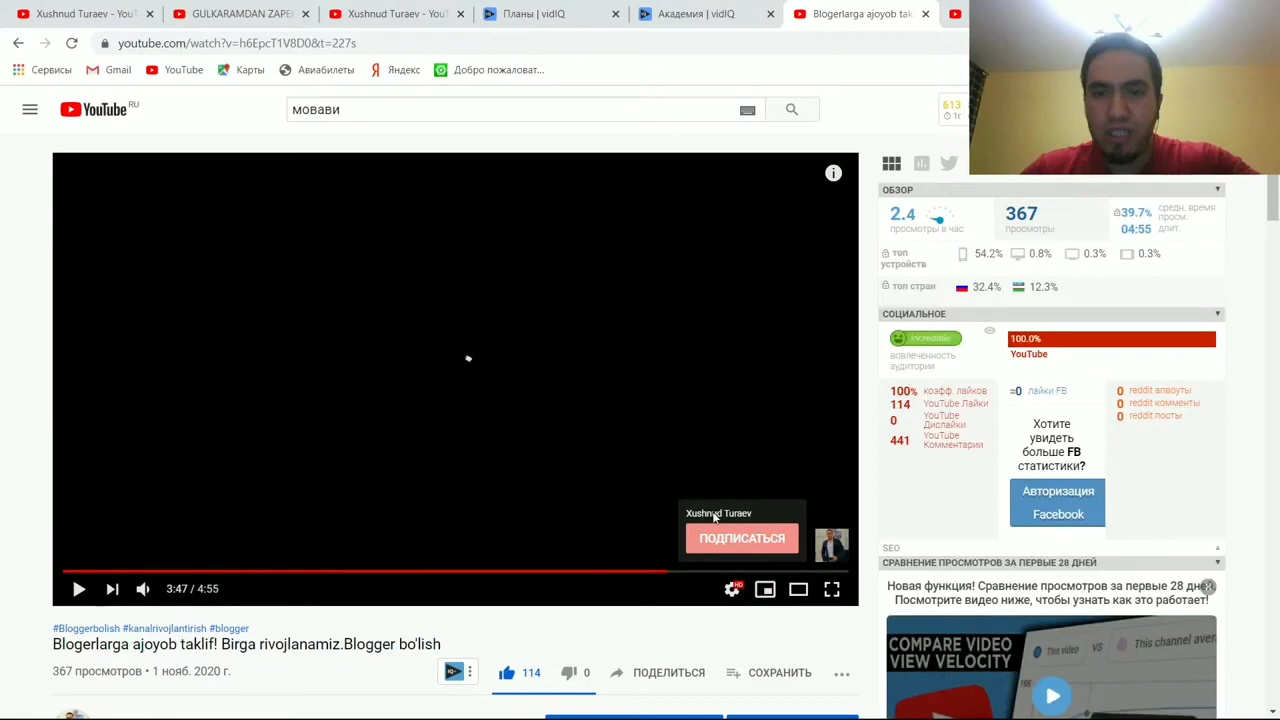 Xushnud Turaev - YouT
GULKARAMDAN ZAPE
Xushnud Turaev - YouT
Планы | vidIQ
Академия | vidIQ
Blogerlarga ajoyob tak
youtube.com/watch?v=h6EpcT1V8D0&t=227s
Сервисы
Gmail
YouTube
Карты
Авиабилеты
Яндекс
Добро пожаловат...
YouTube RU
мовави
613
1г
ОБЗОР
2.4
просмотры в час
367
просмотры
39.7%
04:55
средн. время
просм.
длит.
топ
устройств
54.2%
0.8%
0.3%
0.3%
топ стран
32.4%
12.3%
СОЦИАЛЬНОЕ
incredible
вовлеченность
аудитории
100.0%
YouTube
100% коэфф. лайков
114 YouTube Лайки
0 YouTube
Дислайки
441 YouTube
Комментарии
≈0 лайки FB
Хотите
увидеть
больше FB
статистики?
Авторизация
Facebook
0 reddit апвоуты
0 reddit комменты
0 reddit посты
SEO
СРАВНЕНИЕ ПРОСМОТРОВ ЗА ПЕРВЫЕ 28 ДНЕЙ
Новая функция! Сравнение просмотров за первые 28 дней.
Посмотрите видео ниже, чтобы узнать как это работает!
COMPARE VIDEO
VIEW VELOCITY
This video
VS
This channel avera
Xushnud Turaev
ПОДПИСАТЬСЯ
3:47 / 4:55
HD
#Bloggerbolish #kanalrivojlantirish #blogger
Blogerlarga ajoyob taklif! Birga rivojlanamiz.Blogger bo'lish
367 просмотров • 1 нояб. 2020 г.
114
0
ПОДЕЛИТЬСЯ
СОХРАНИТЬ